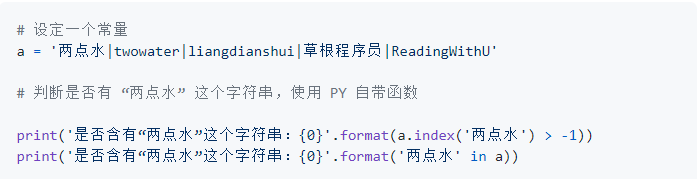 # 设定一个常量
a = '两点水|twowater|liangdianshui|草根程序员|ReadingWithU'
# 判断是否有 “两点水” 这个字符串，使用 PY 自带函数
print('是否含有“两点水”这个字符串：{0}'.format(a.index('两点水') > -1))
print('是否含有“两点水”这个字符串：{0}'.format('两点水' in a))